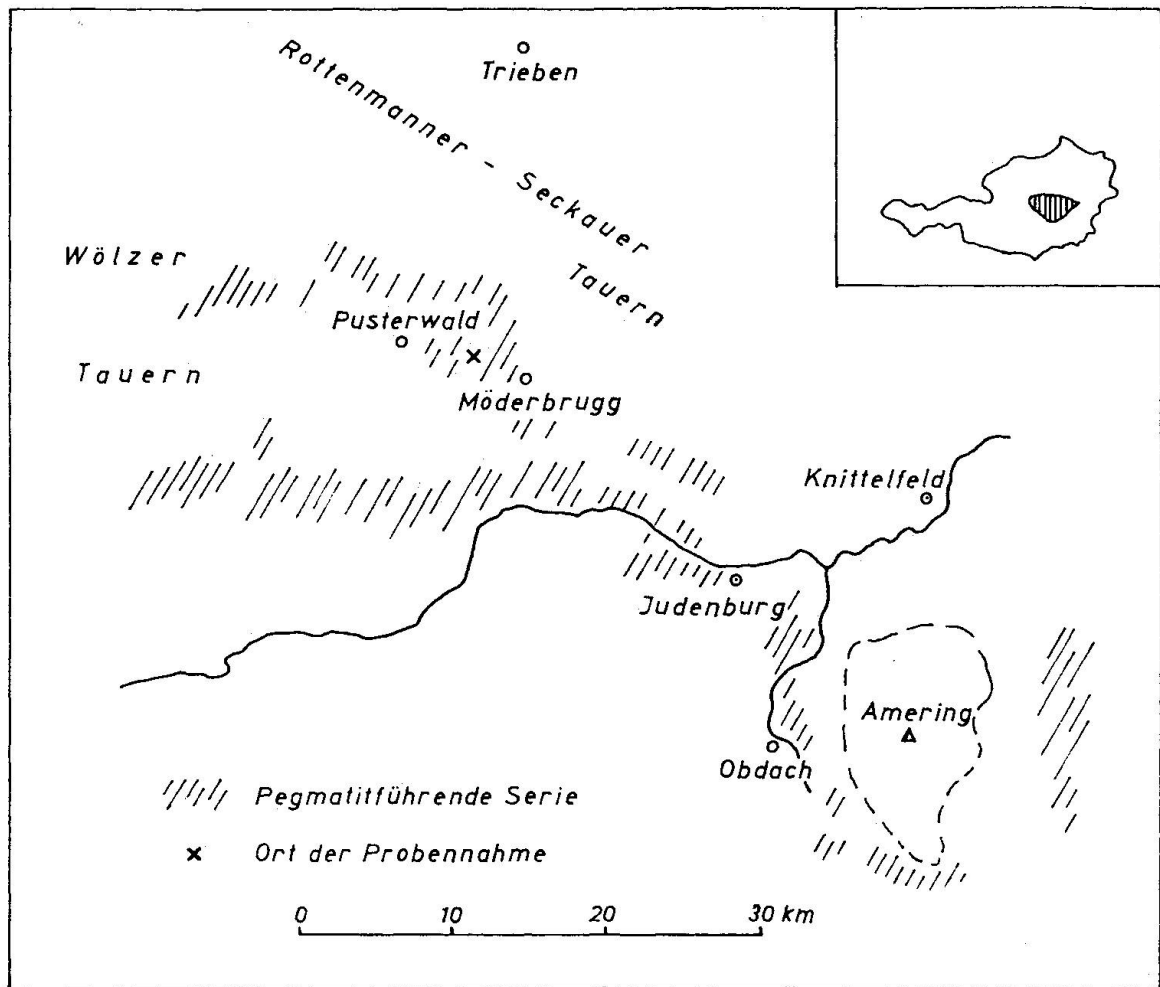 Trieben
Rottenmanner - Seckauer
Tauern
Wölzer
Tauern
Pusterwald
Möderbrugg
Knittelfeld
Judenburg
Amering
Obdach
Pegmatitführende Serie
Ort der Probennahme
0 10 20 30 km